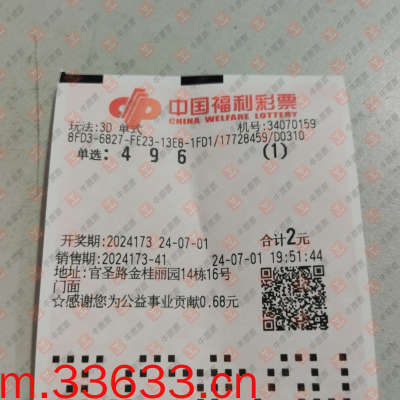 中国福利彩票
CHINA WELFARE LOTTERY
玩法:3D 单式 机号:34070159
8FD3-6827-FE23-13E6-1FD1/17728459/D0310
单选: 4 9 6 (1)
开奖期:2024173 24-07-01 合计2元
销售期:2024173-41 24-07-01 19:51:44
地址:官圣路金桂丽园14栋16号
门面
☆感谢您为公益事业贡献0.68元
m.33633.cn